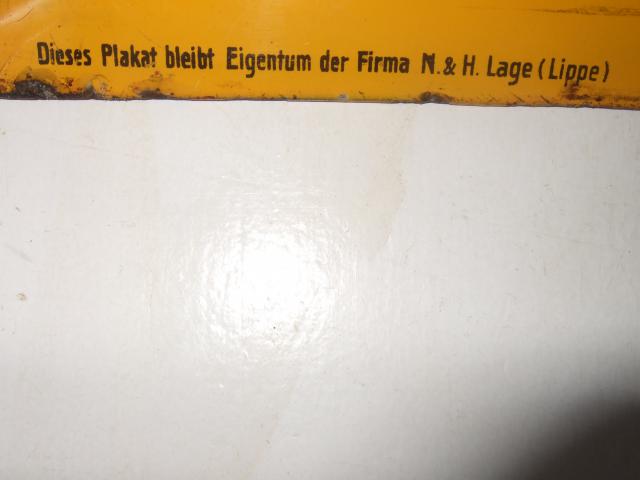 Dieses Plakat bleibt Eigentum der Firma N. & H. Lage (Lippe)